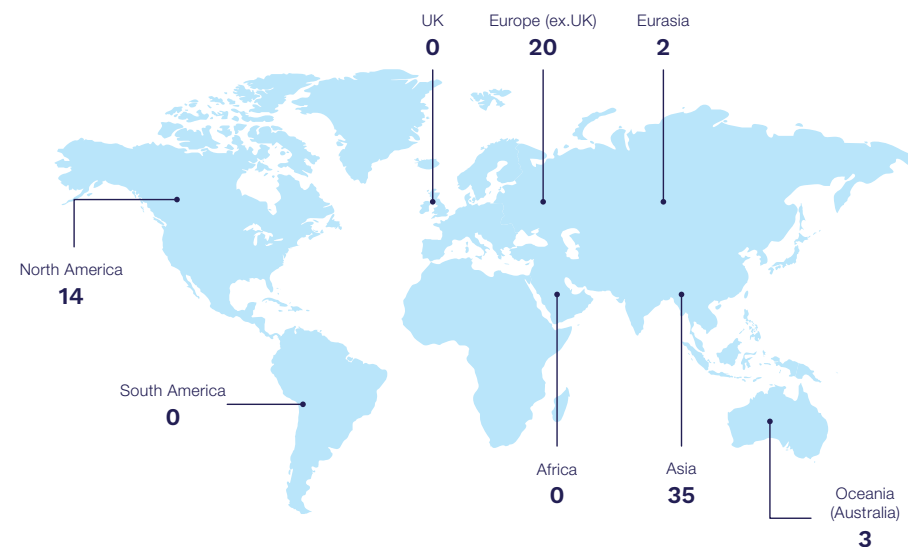 UK
0
Europe (ex.UK)
20
Eurasia
2
North America
14
South America
0
Africa
0
Asia
35
Oceania
(Australia)
3